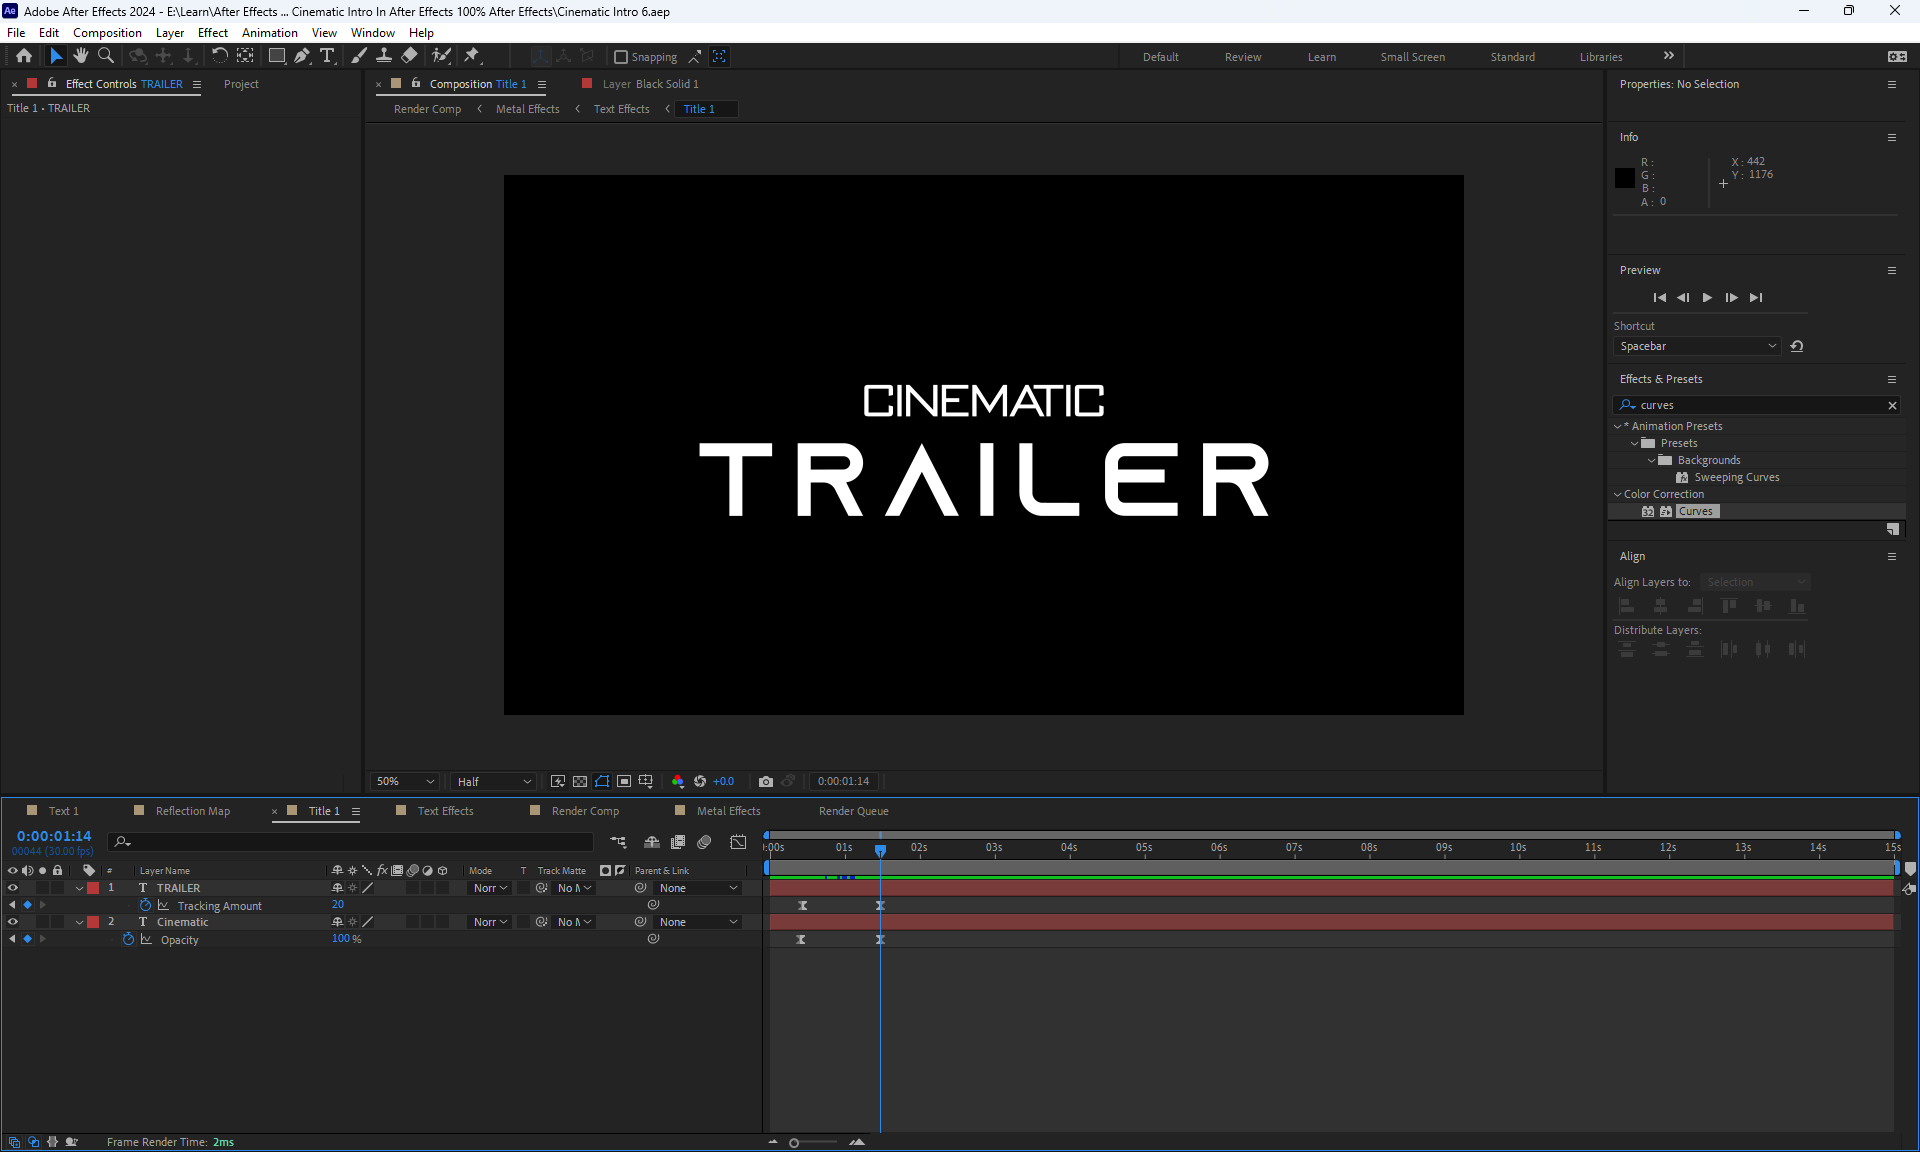 Ae Adobe After Effects 2024 - E:\Learn\After Effects ... Cinematic Intro In After Effects 100% After Effects\Cinematic Intro 6.aep
File Edit Composition Layer Effect Animation View Window Help
Snapping Default Review Learn Small Screen Standard Libraries
Effect Controls TRAILER Project
Title 1 • TRAILER
Composition Title 1 Layer Black Solid 1
Render Comp Metal Effects Text Effects Title 1
CINEMATIC
TRAILER
50% Half +0.0 0:00:01:14
Properties: No Selection
Info
R: X: 442
G: Y: 1176
B:
A: 0
Preview
Shortcut
Spacebar
Effects & Presets
curves
* Animation Presets
Presets
Backgrounds
Sweeping Curves
Color Correction
32 Curves
Align
Align Layers to: Selection
Distribute Layers:
Text 1 Reflection Map Title 1 Text Effects Render Comp Metal Effects Render Queue
0:00:01:14
00044 (30.00 fps)
:00s 01s 02s 03s 04s 05s 06s 07s 08s 09s 10s 11s 12s 13s 14s 15s
# Layer Name fx Mode T Track Matte Parent & Link
1 T TRAILER Norr No M None
Tracking Amount 20
2 T Cinematic Norr No M None
Opacity 100 %
Frame Render Time: 2ms